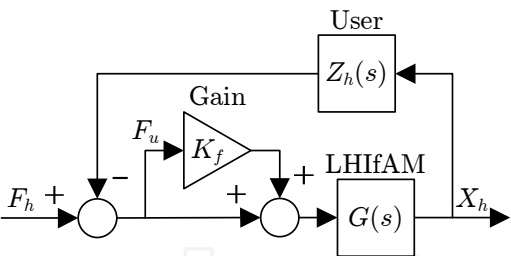 User
Z_h(s)
Gain
F_u
K_f
LHIfAM
F_h
+
−
+
+
G(s)
X_h